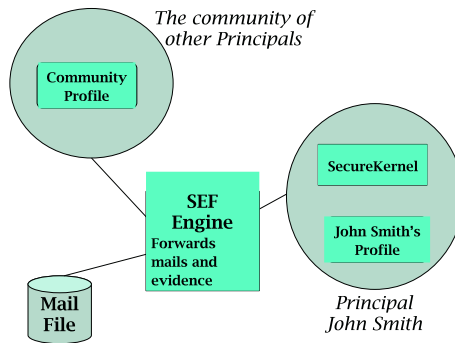 The community of
other Principals
Community
Profile
SecureKernel
SEF
Engine
Forwards
mails and
evidence
John Smith's
Profile
Mail
File
Principal
John Smith